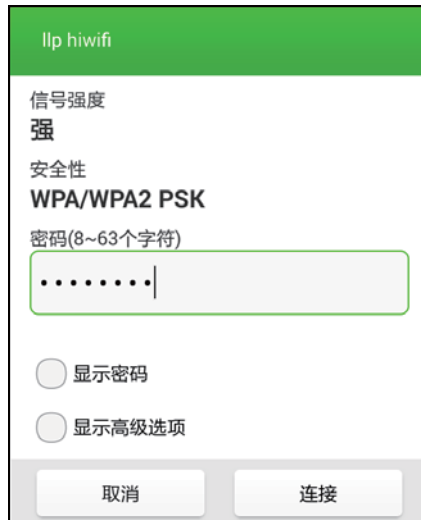 llp hiwifi
信号强度
强
安全性
WPA/WPA2 PSK
密码(8~63个字符)
••••••••
显示密码
显示高级选项
取消 连接